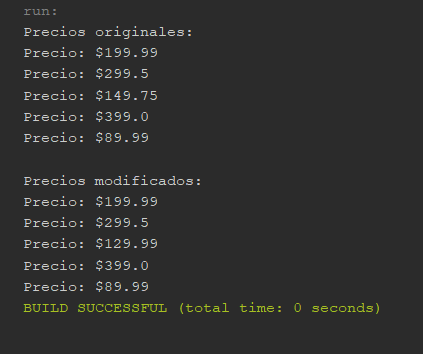 run:
Precios originales:
Precio: $199.99
Precio: $299.5
Precio: $149.75
Precio: $399.0
Precio: $89.99

Precios modificados:
Precio: $199.99
Precio: $299.5
Precio: $129.99
Precio: $399.0
Precio: $89.99
BUILD SUCCESSFUL (total time: 0 seconds)